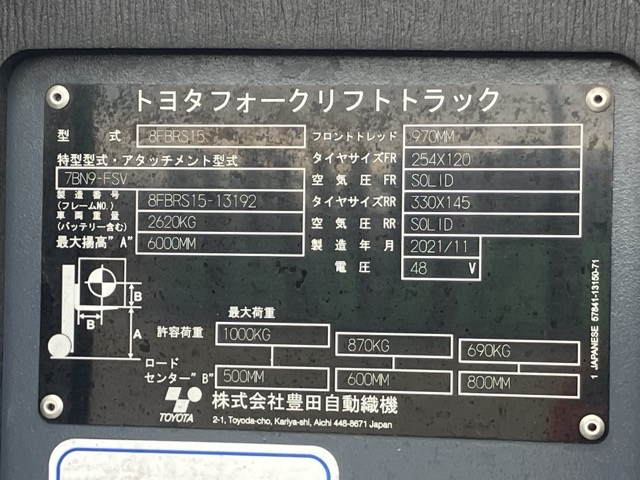 トヨタフォークリフトトラック
型 式 8FBRS15 フロントトレッド 970MM
特型型式・アタッチメント型式 タイヤサイズFR 254X120
7BN9-FSV 空気圧 FR SOLID
製造番号(フレームNO.) 8FBRS15-13192 タイヤサイズRR 330X145
車両重量(バッテリー含む) 2620KG 空気圧 RR SOLID
最大揚高"A" 6000MM 製造年月 2021/11
電圧 48 V
B
B
A
最大荷重
許容荷重 1000KG 870KG 690KG
ロード
センター"B" 500MM 600MM 800MM
TOYOTA 株式会社豊田自動織機
2-1, Toyoda-cho, Kariya-shi, Aichi 448-8671 Japan
1 JAPANESE 57841-13150-71